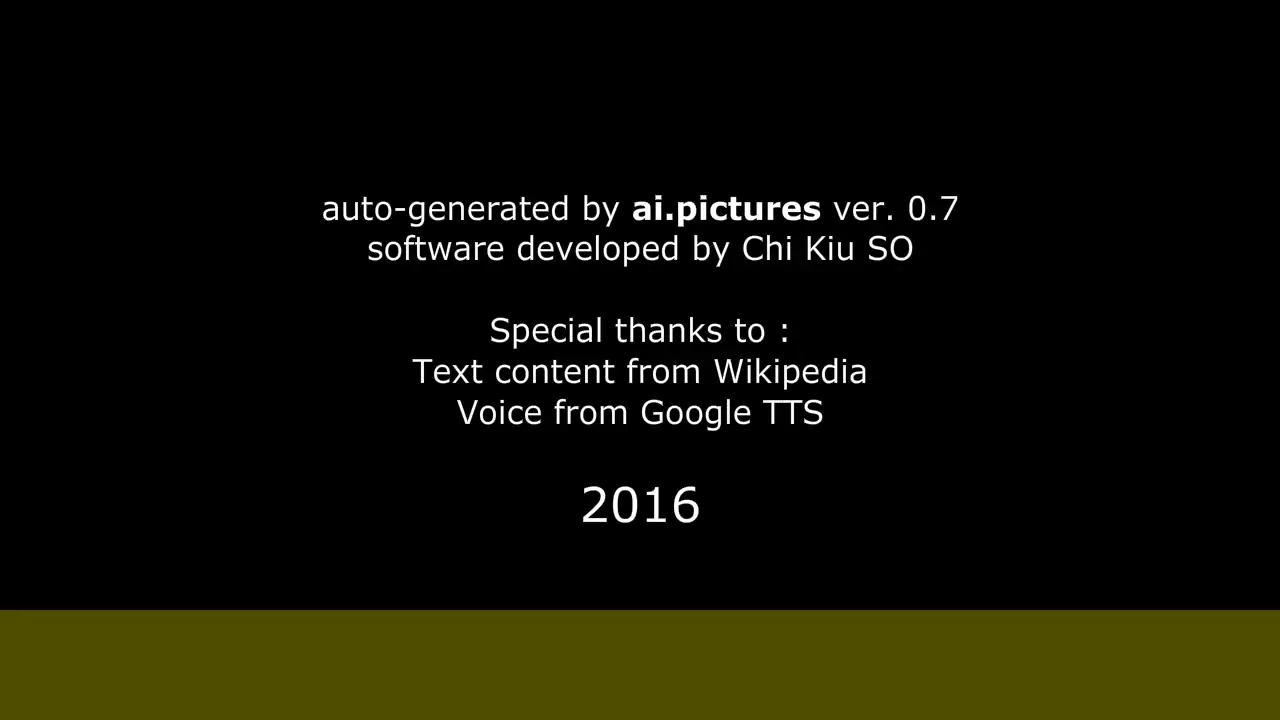 auto-generated by ai.pictures ver. 0.7
software developed by Chi Kiu SO
Special thanks to :
Text content from Wikipedia
Voice from Google TTS
2016